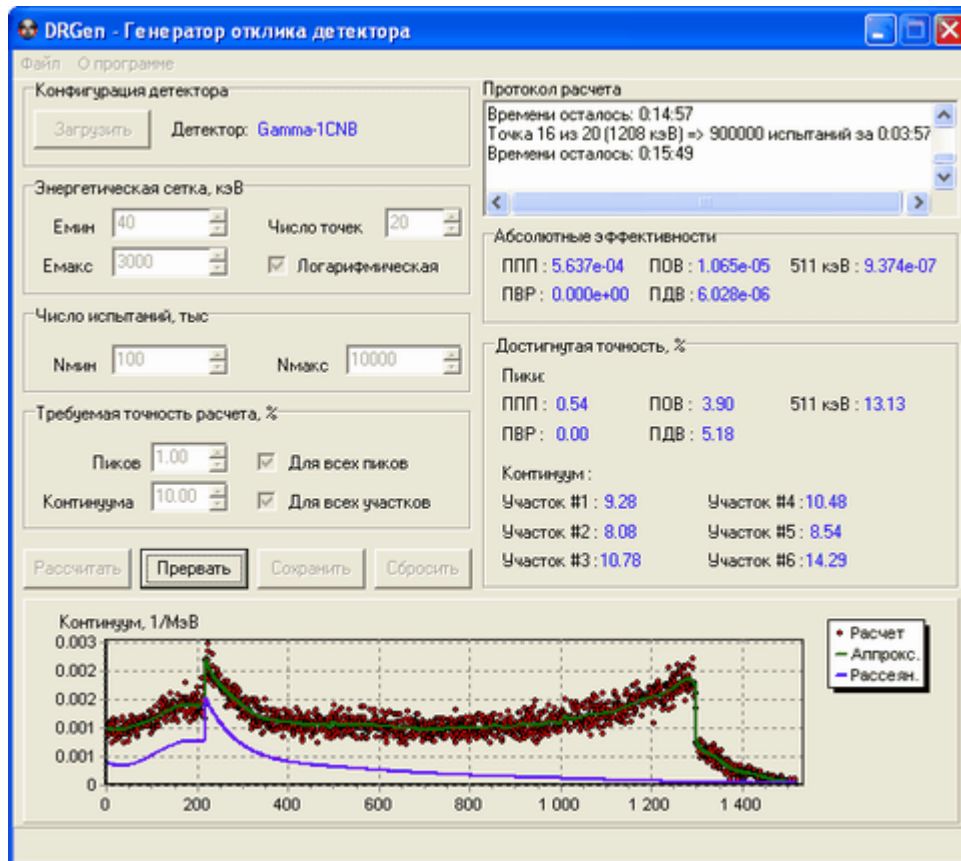 DRGen - Генератор отклика детектора
Файл О программе
Конфигурация детектора
Загрузить Детектор: Gamma-1CNB
Энергетическая сетка, кэВ
Eмин 40 Число точек 20
Eмакс 3000 Логарифмическая
Число испытаний, тыс
Nмин 100 Nмакс 10000
Требуемая точность расчета, %
Пиков 1.00 Для всех пиков
Континуума 10.00 Для всех участков
Рассчитать Прервать Сохранить Сбросить
Протокол расчета
Времени осталось: 0:14:57
Точка 16 из 20 (1208 кэВ) => 900000 испытаний за 0:03:57
Времени осталось: 0:15:49
Абсолютные эффективности
ППП : 5.637e-04 ПОВ : 1.065e-05 511 кэВ : 9.374e-07
ПВР : 0.000e+00 ПДВ : 6.028e-06
Достигнутая точность, %
Пики:
ППП : 0.54 ПОВ : 3.90 511 кэВ : 13.13
ПВР : 0.00 ПДВ : 5.18
Континуум :
Участок #1 : 9.28 Участок #4 : 10.48
Участок #2 : 8.08 Участок #5 : 8.54
Участок #3 : 10.78 Участок #6 : 14.29
Континуум, 1/МэВ
0.003
0.002
0.002
0.001
0.001
0
0 200 400 600 800 1 000 1 200 1 400
Расчет
Аппрокс.
Рассеян.